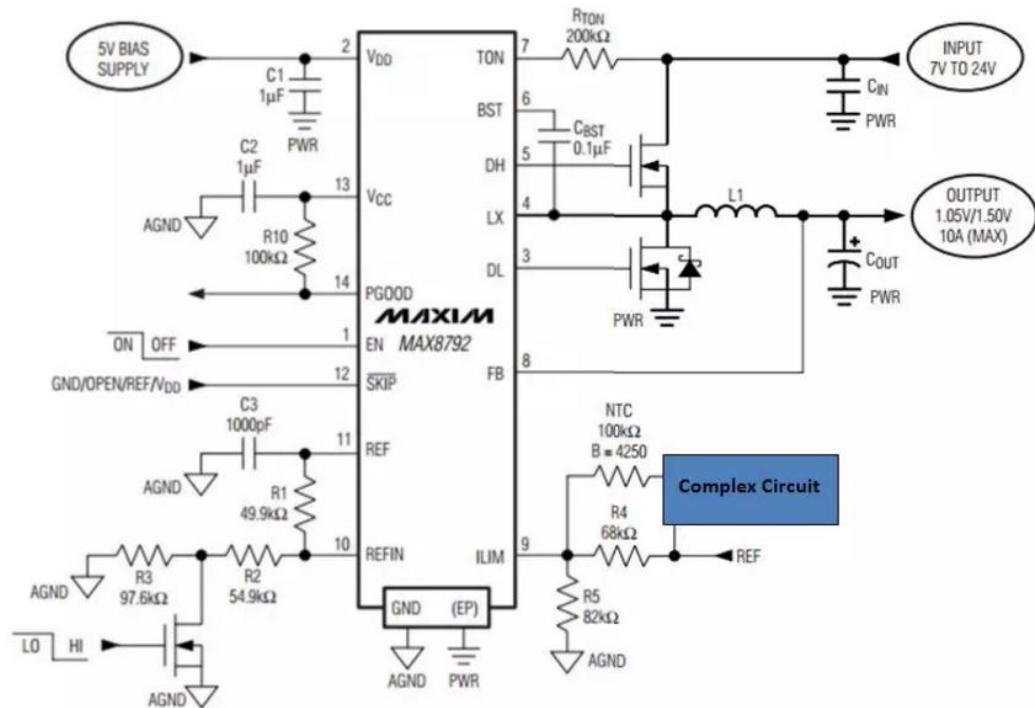 5V BIAS
SUPPLY
C1
1μF
PWR
2
VDD
C2
1μF
AGND
13
VCC
R10
100kΩ
14
PGOOD
MAXIM
MAX8792
ON
OFF
1
EN
GND/OPEN/REF/VDD
12
SKIP
C3
1000pF
11
REF
AGND
R1
49.9kΩ
10
REFIN
R3
97.6kΩ
R2
54.9kΩ
AGND
LO
HI
AGND
GND
(EP)
AGND
PWR
TON
7
RTON
200kΩ
INPUT
7V TO 24V
CIN
PWR
BST
6
CBST
0.1μF
DH
5
LX
4
L1
OUTPUT
1.05V/1.50V
10A (MAX)
COUT
PWR
DL
3
PWR
FB
8
NTC
100kΩ
B = 4250
Complex Circuit
R4
68kΩ
ILIM
9
REF
R5
82kΩ
AGND